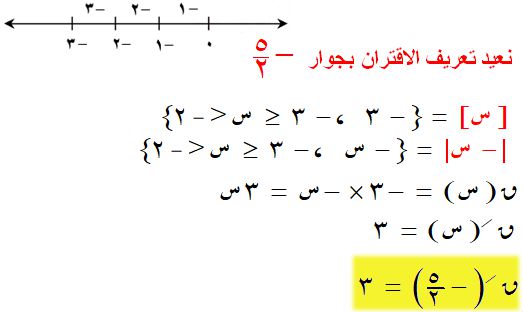 −١ −٢ −٣
٠ −١ −٢ −٣
نعيد تعريف الاقتران بجوار −٥/٢
[س] = {−٣ ، −٣ ≤ س < −٢}
|−س| = {−س ، −٣ ≤ س < −٢}
ق(س) = −٣ × −س = ٣س
قَ(س) = ٣
قَ(−٥/٢) = ٣